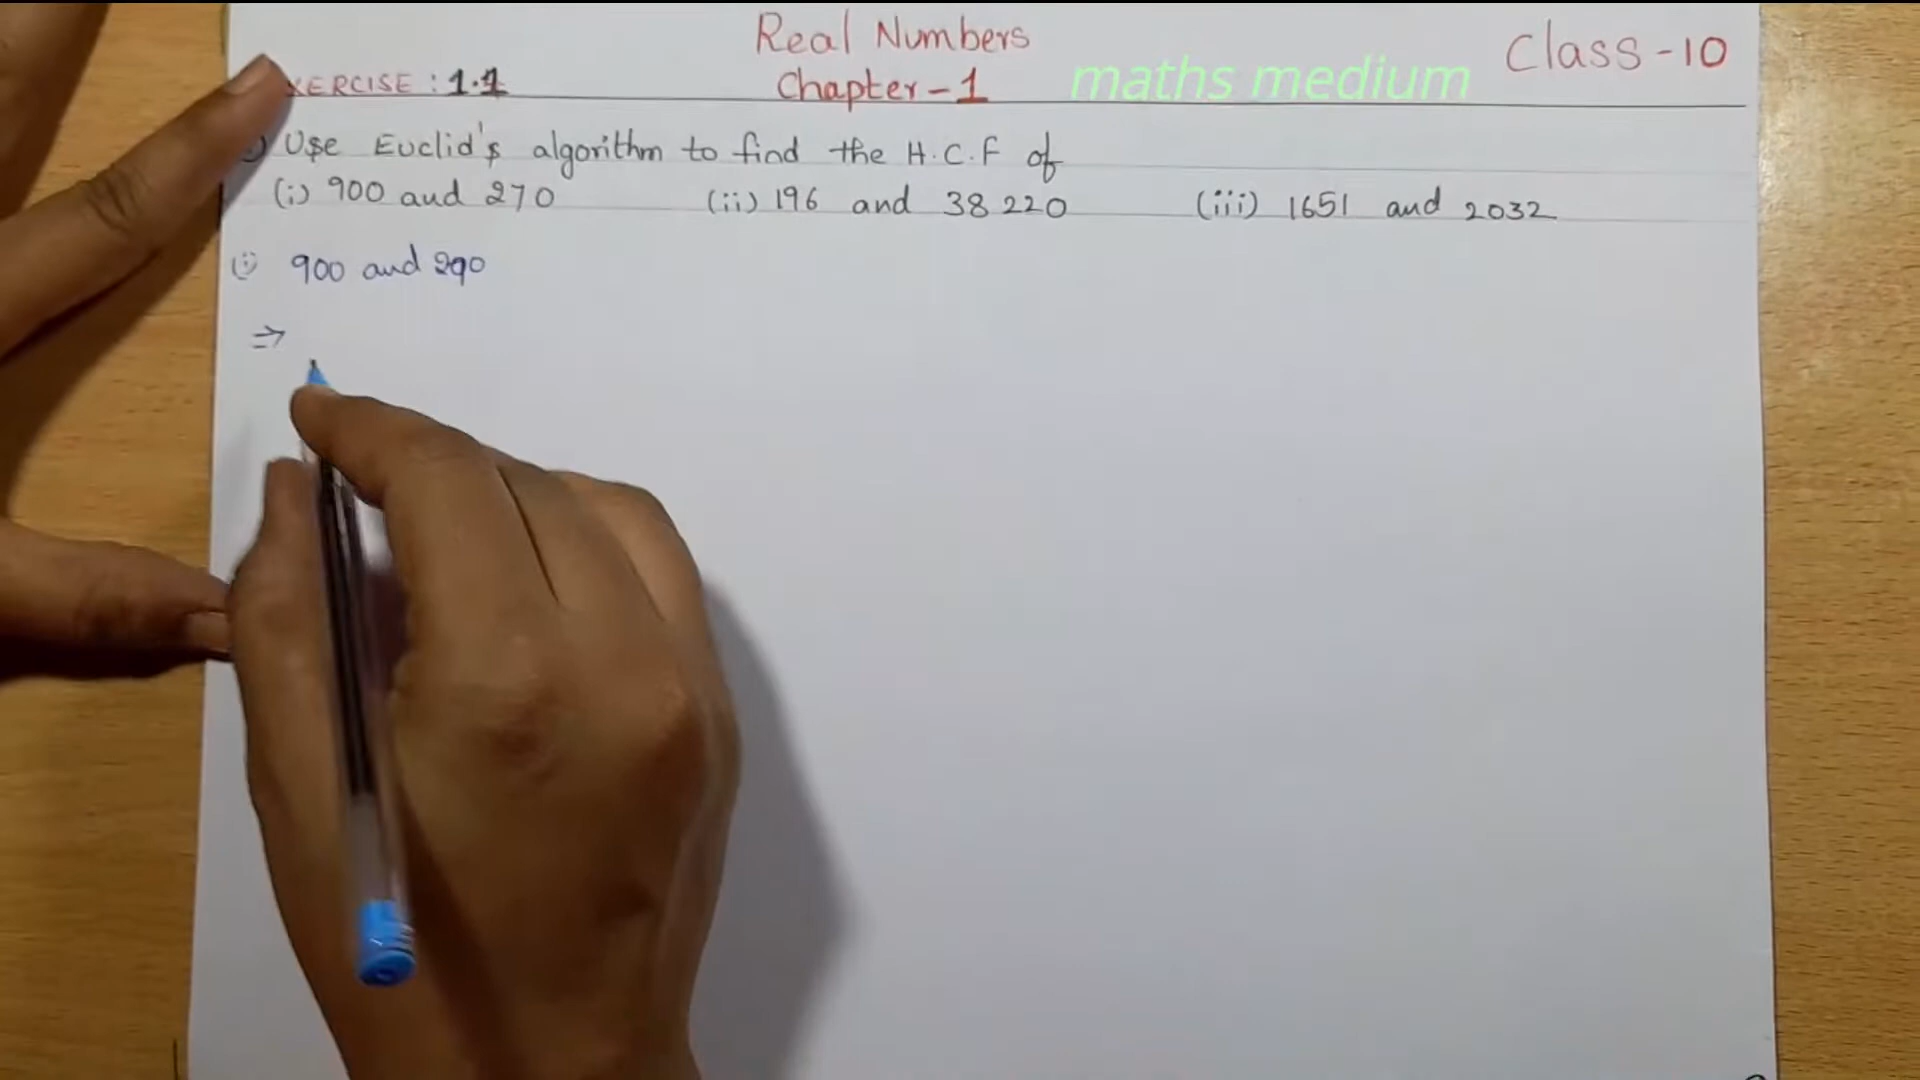 Real Numbers
Class-10
XERCISE : 1.1
Chapter-1
maths medium
) Use Euclid's algorithm to find the H.C.F of
(i) 900 and 270 (ii) 196 and 38220 (iii) 1651 and 2032
(i) 900 and 290
⇒